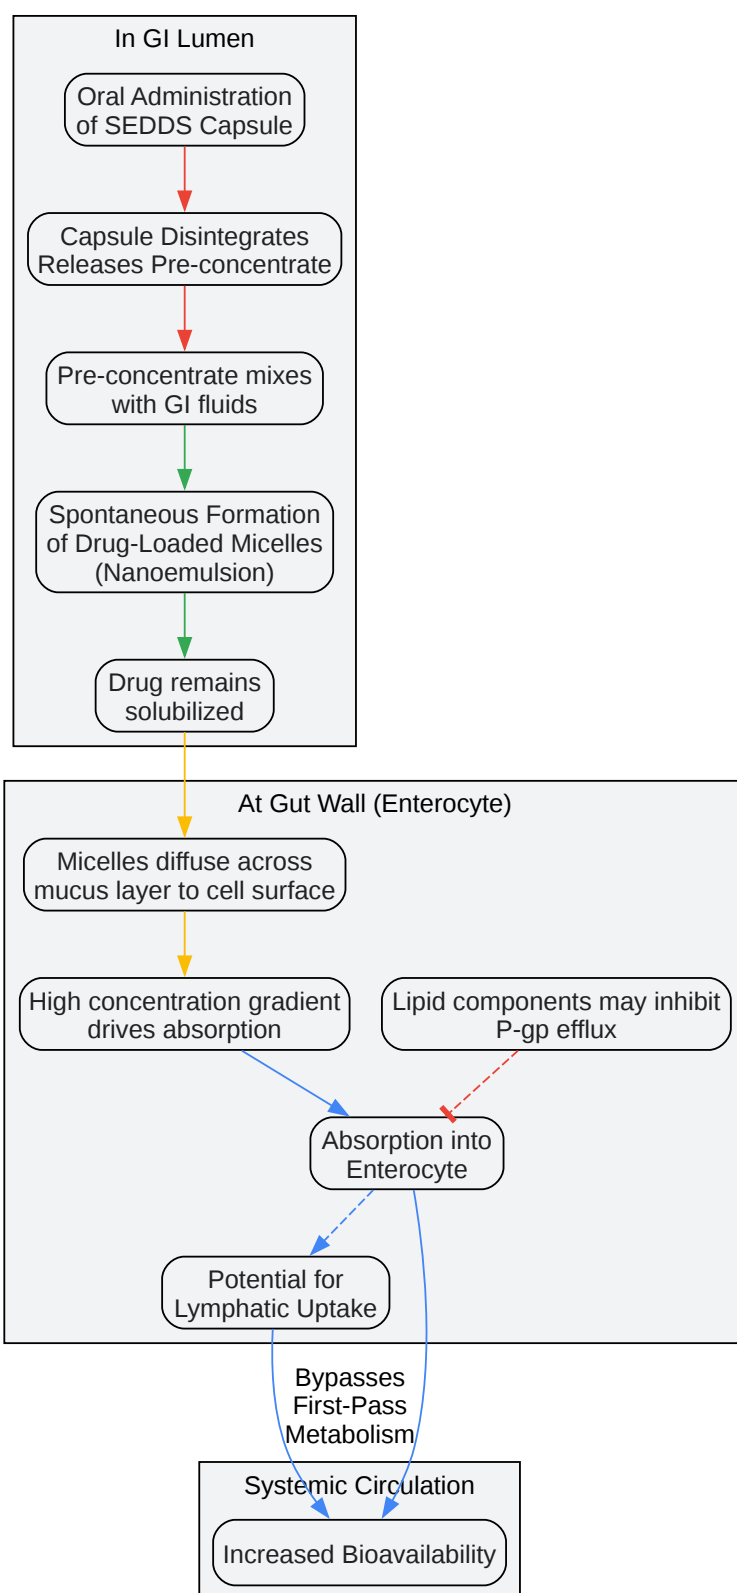 In GI Lumen
Oral Administration
of SEDDS Capsule
Capsule Disintegrates
Releases Pre-concentrate
Pre-concentrate mixes
with GI fluids
Spontaneous Formation
of Drug-Loaded Micelles
(Nanoemulsion)
Drug remains
solubilized
At Gut Wall (Enterocyte)
Micelles diffuse across
mucus layer to cell surface
High concentration gradient
drives absorption
Lipid components may inhibit
P-gp efflux
Absorption into
Enterocyte
Potential for
Lymphatic Uptake
Bypasses
First-Pass
Metabolism
Systemic Circulation
Increased Bioavailability